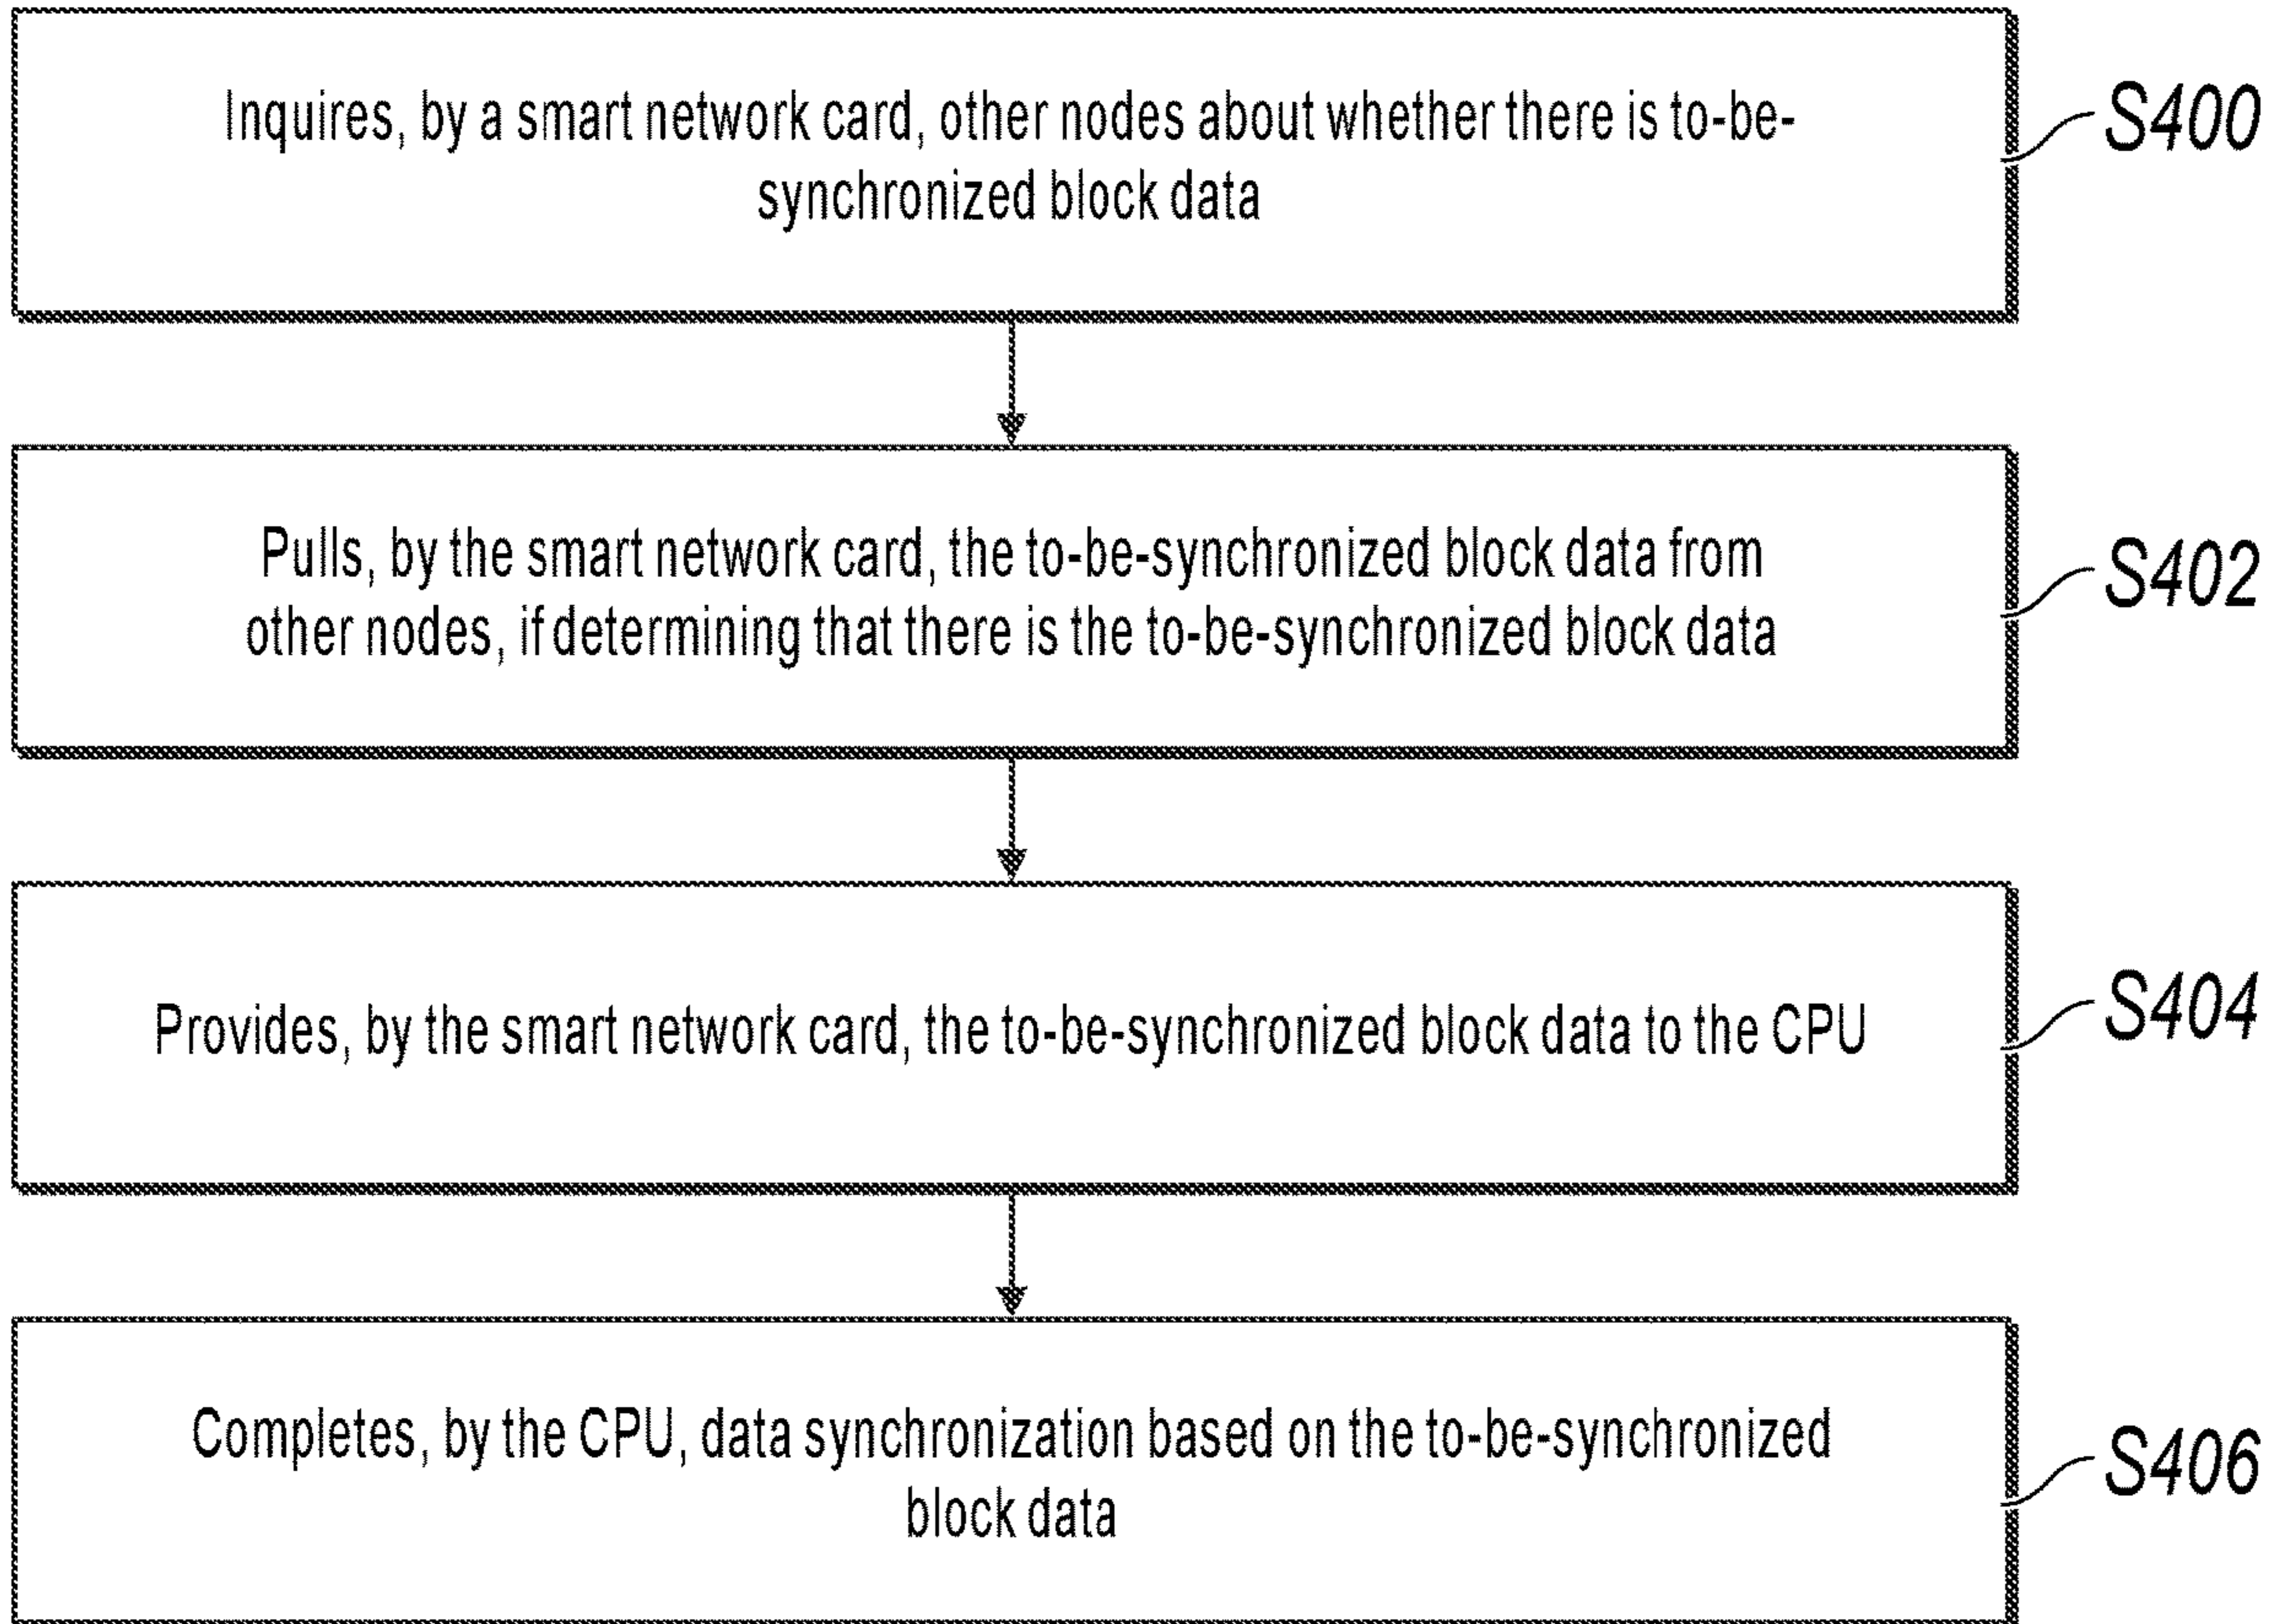 Inquires, by a smart network card, other nodes about whether there is to-be-
synchronized block data
S400
Pulls, by the smart network card, the to-be-synchronized block data from
other nodes, if determining that there is the to-be-synchronized block data
S402
Provides, by the smart network card, the to-be-synchronized block data to the CPU
S404
Completes, by the CPU, data synchronization based on the to-be-synchronized
block data
S406